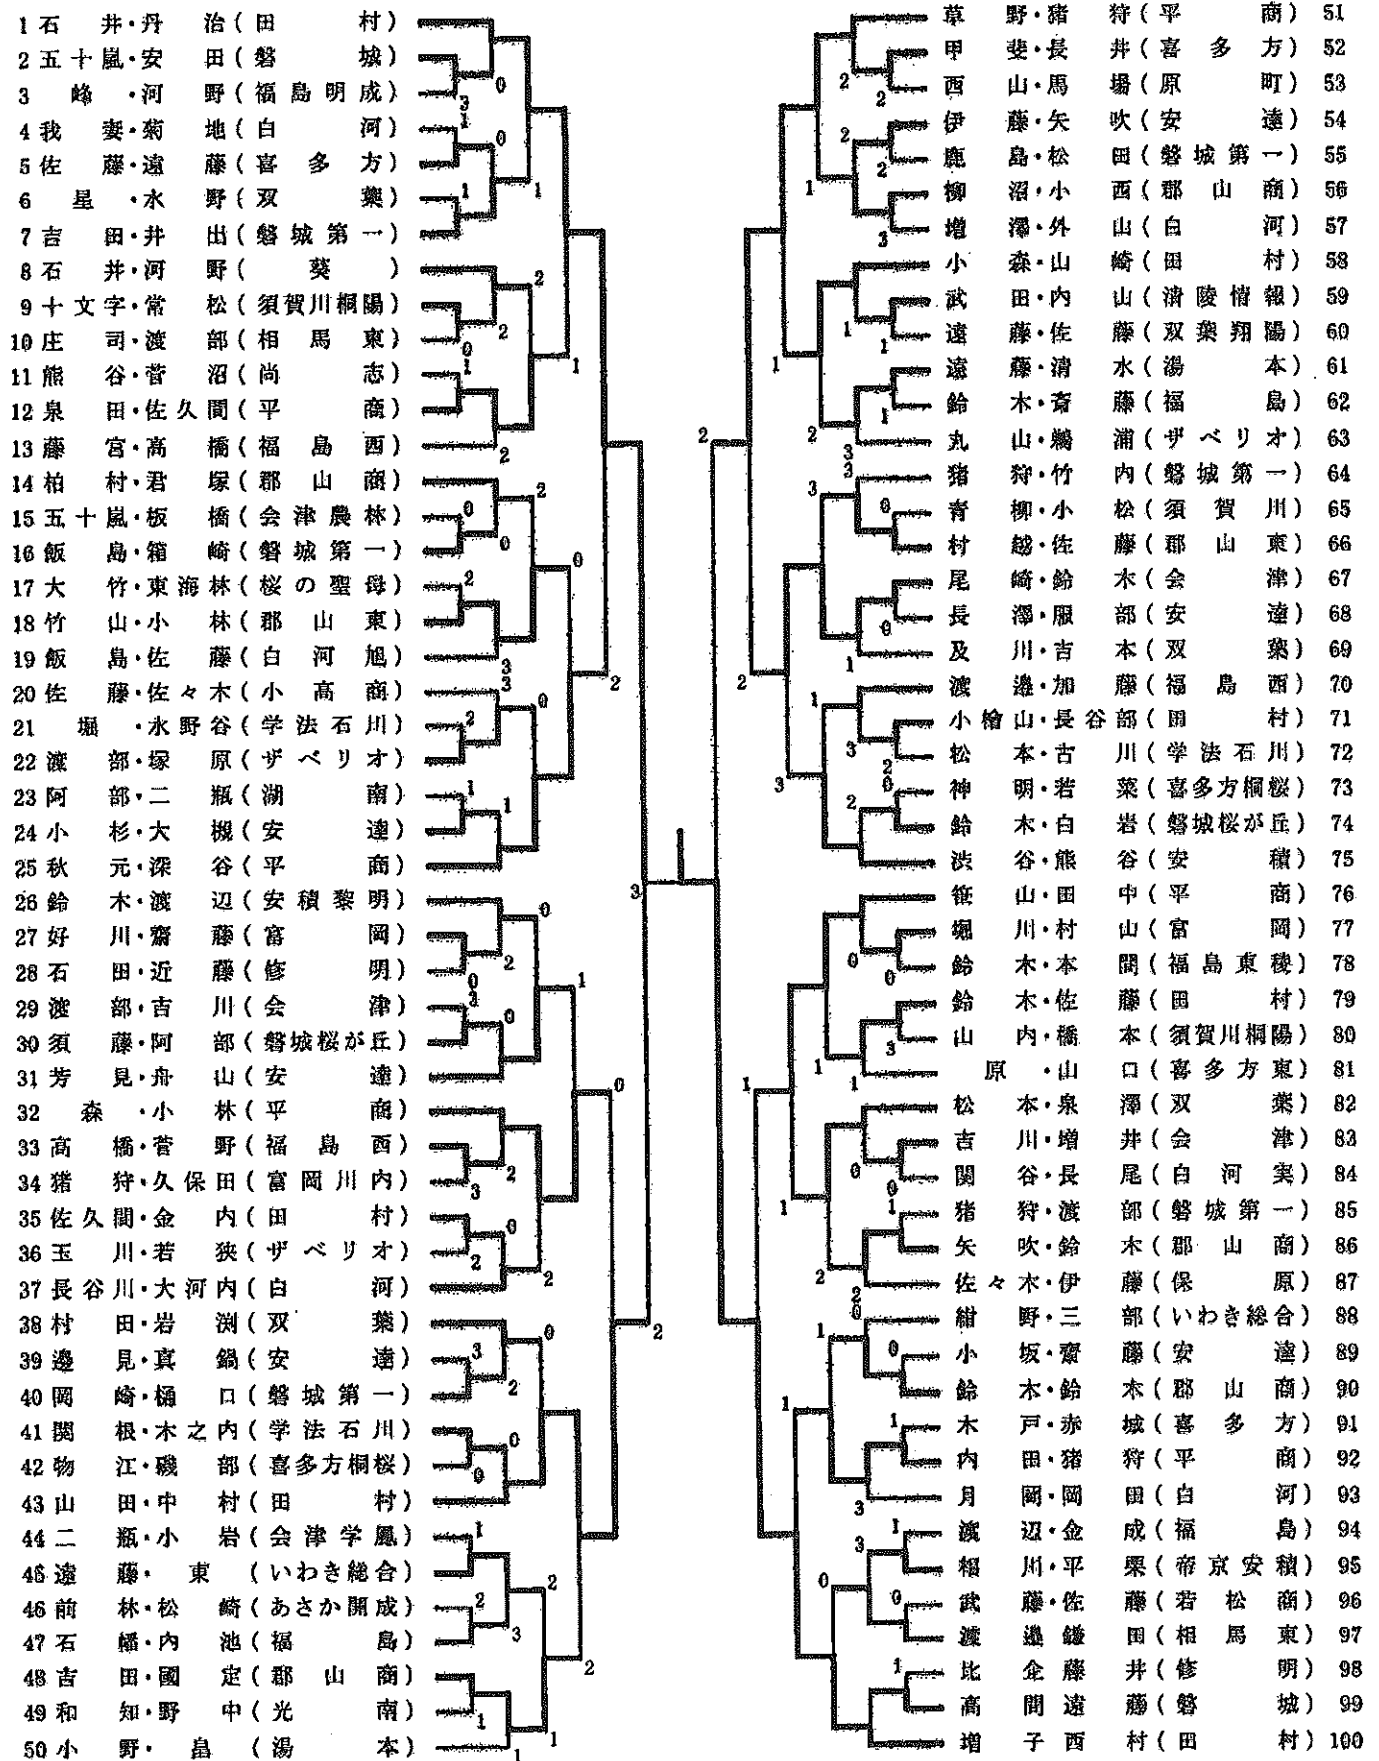 1 石井・丹治(田村)
2 五十嵐・安田(磐城)
3 峰・河野(福島明成)
4 我妻・菊地(白河)
5 佐藤・遠藤(喜多方)
6 星・水野(双葉)
7 吉田・井出(磐城第一)
8 石井・河野(葵)
9 十文字・常松(須賀川桐陽)
10 庄司・渡部(相馬東)
11 熊谷・菅沼(尚志)
12 泉田・佐久間(平商)
13 藤宮・高橋(福島西)
14 柏村・君塚(郡山商)
15 五十嵐・板橋(会津農林)
16 飯島・箱崎(磐城第一)
17 大竹・東海林(桜の聖母)
18 竹山・小林(郡山東)
19 飯島・佐藤(白河旭)
20 佐藤・佐々木(小高商)
21 堀・水野谷(学法石川)
22 渡部・塚原(ザベリオ)
23 阿部・二瓶(湖南)
24 小杉・大槻(安達)
25 秋元・深谷(平商)
26 鈴木・渡辺(安積黎明)
27 好川・齋藤(富岡)
28 石田・近藤(修明)
29 渡部・吉川(会津)
30 須藤・阿部(磐城桜が丘)
31 芳見・舟山(安達)
32 森・小林(平商)
33 高橋・菅野(福島西)
34 猪狩・久保田(富岡川内)
35 佐久間・金内(田村)
36 玉川・若狭(ザベリオ)
37 長谷川・大河内(白河)
38 村田・岩渕(双葉)
39 邊見・真鍋(安達)
40 岡崎・樋口(磐城第一)
41 関根・木之内(学法石川)
42 物江・磯部(喜多方桐桜)
43 山田・中村(田村)
44 二瓶・小岩(会津学鳳)
45 遠藤・東(いわき総合)
46 前林・松崎(あさか開成)
47 石幡・内池(福島)
48 吉田・國定(郡山商)
49 和知・野中(光南)
50 小野・畠(湯本)
草野・猪狩(平商) 51
甲斐・長井(喜多方) 52
西山・馬場(原町) 53
伊藤・矢吹(安達) 54
鹿島・松田(磐城第一) 55
柳沼・小西(郡山商) 56
増澤・外山(白河) 57
小森・山崎(田村) 58
武田・内山(清陵情報) 59
遠藤・佐藤(双葉翔陽) 60
遠藤・清水(湯本) 61
鈴木・斎藤(福島) 62
丸山・鵜浦(ザベリオ) 63
猪狩・竹内(磐城第一) 64
青柳・小松(須賀川) 65
村越・佐藤(郡山東) 66
尾崎・鈴木(会津) 67
長澤・服部(安達) 68
及川・吉本(双葉) 69
渡邉・加藤(福島西) 70
小檜山・長谷部(田村) 71
松本・古川(学法石川) 72
神明・若菜(喜多方桐桜) 73
鈴木・白岩(磐城桜が丘) 74
渋谷・熊谷(安積) 75
笹山・田中(平商) 76
堀川・村山(富岡) 77
鈴木・本間(福島東稜) 78
鈴木・佐藤(田村) 79
山内・橋本(須賀川桐陽) 80
原・山口(喜多方東) 81
松本・泉澤(双葉) 82
吉川・増井(会津) 83
関谷・長尾(白河実) 84
猪狩・渡部(磐城第一) 85
矢吹・鈴木(郡山商) 86
佐々木・伊藤(保原) 87
紺野・三部(いわき総合) 88
小坂・齋藤(安達) 89
鈴木・鈴木(郡山商) 90
木戸・赤城(喜多方) 91
内田・猪狩(平商) 92
月岡・岡田(白河) 93
渡辺・金成(福島) 94
相川・平栗(帝京安積) 95
武藤・佐藤(若松商) 96
渡邉鎌田(相馬東) 97
比企藤井(修明) 98
高間遠藤(磐城) 99
増子西村(田村) 100